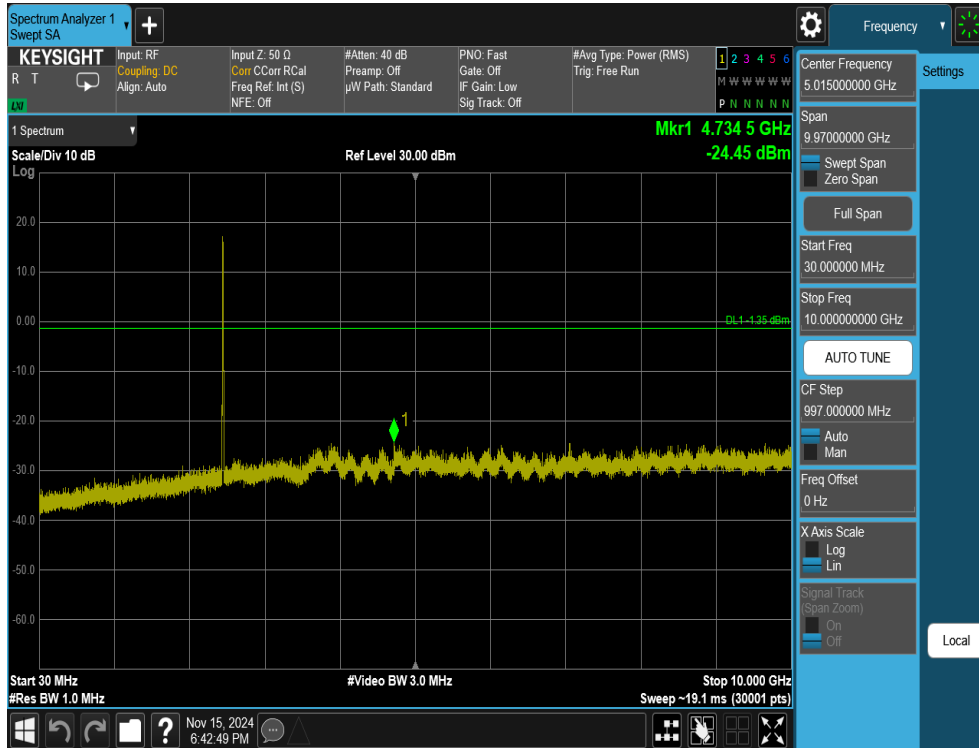 Spectrum Analyzer 1
Swept SA
Frequency
KEYSIGHT
R T
LXI
Input: RF
Coupling: DC
Align: Auto
Input Z: 50 Ω
Corr CCorr RCal
Freq Ref: Int (S)
NFE: Off
#Atten: 40 dB
Preamp: Off
µW Path: Standard
PNO: Fast
Gate: Off
IF Gain: Low
Sig Track: Off
#Avg Type: Power (RMS)
Trig: Free Run
1 2 3 4 5 6
M W W W W W
P N N N N N
1 Spectrum
Scale/Div 10 dB
Log
Ref Level 30.00 dBm
Mkr1 4.734 5 GHz
-24.45 dBm
20.0
10.0
0.00
-10.0
-20.0
-30.0
-40.0
-50.0
-60.0
DL1 -1.35 dBm
1
Start 30 MHz
#Res BW 1.0 MHz
#Video BW 3.0 MHz
Stop 10.000 GHz
Sweep ~19.1 ms (30001 pts)
Nov 15, 2024
6:42:49 PM
Center Frequency
5.015000000 GHz
Span
9.97000000 GHz
Swept Span
Zero Span
Full Span
Start Freq
30.000000 MHz
Stop Freq
10.000000000 GHz
AUTO TUNE
CF Step
997.000000 MHz
Auto
Man
Freq Offset
0 Hz
X Axis Scale
Log
Lin
Signal Track
(Span Zoom)
On
Off
Settings
Local